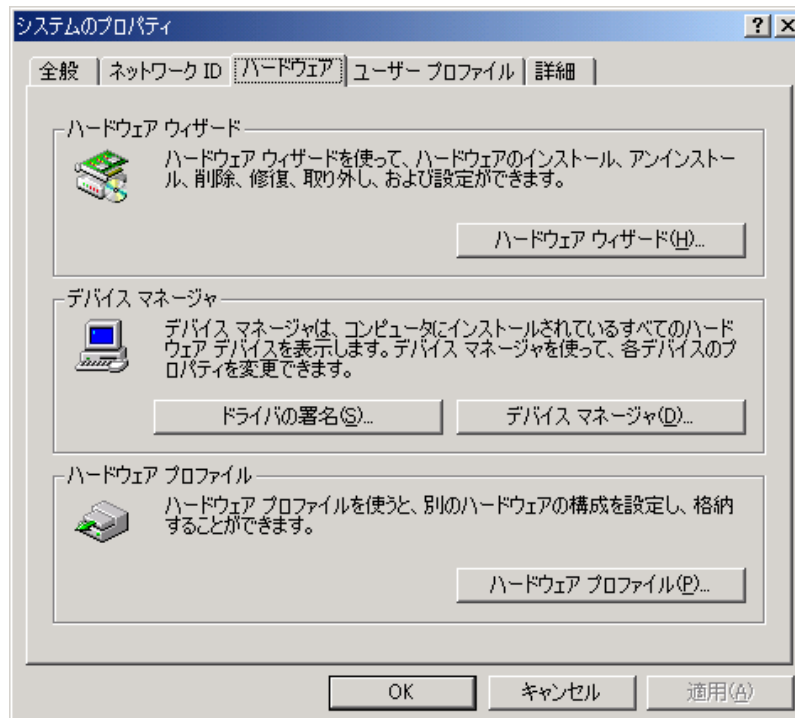 システムのプロパティ
全般 ネットワーク ID ハードウェア ユーザー プロファイル 詳細
ハードウェア ウィザード
ハードウェア ウィザードを使って、ハードウェアのインストール、アンインストー
ル、削除、修復、取り外し、および設定ができます。
ハードウェア ウィザード(H)...
デバイス マネージャ
デバイス マネージャは、コンピュータにインストールされているすべてのハード
ウェア デバイスを表示します。デバイス マネージャを使って、各デバイスのプ
ロパティを変更できます。
ドライバの署名(S)... デバイス マネージャ(D)...
ハードウェア プロファイル
ハードウェア プロファイルを使うと、別のハードウェアの構成を設定し、格納
することができます。
ハードウェア プロファイル(P)...
OK キャンセル 適用(A)